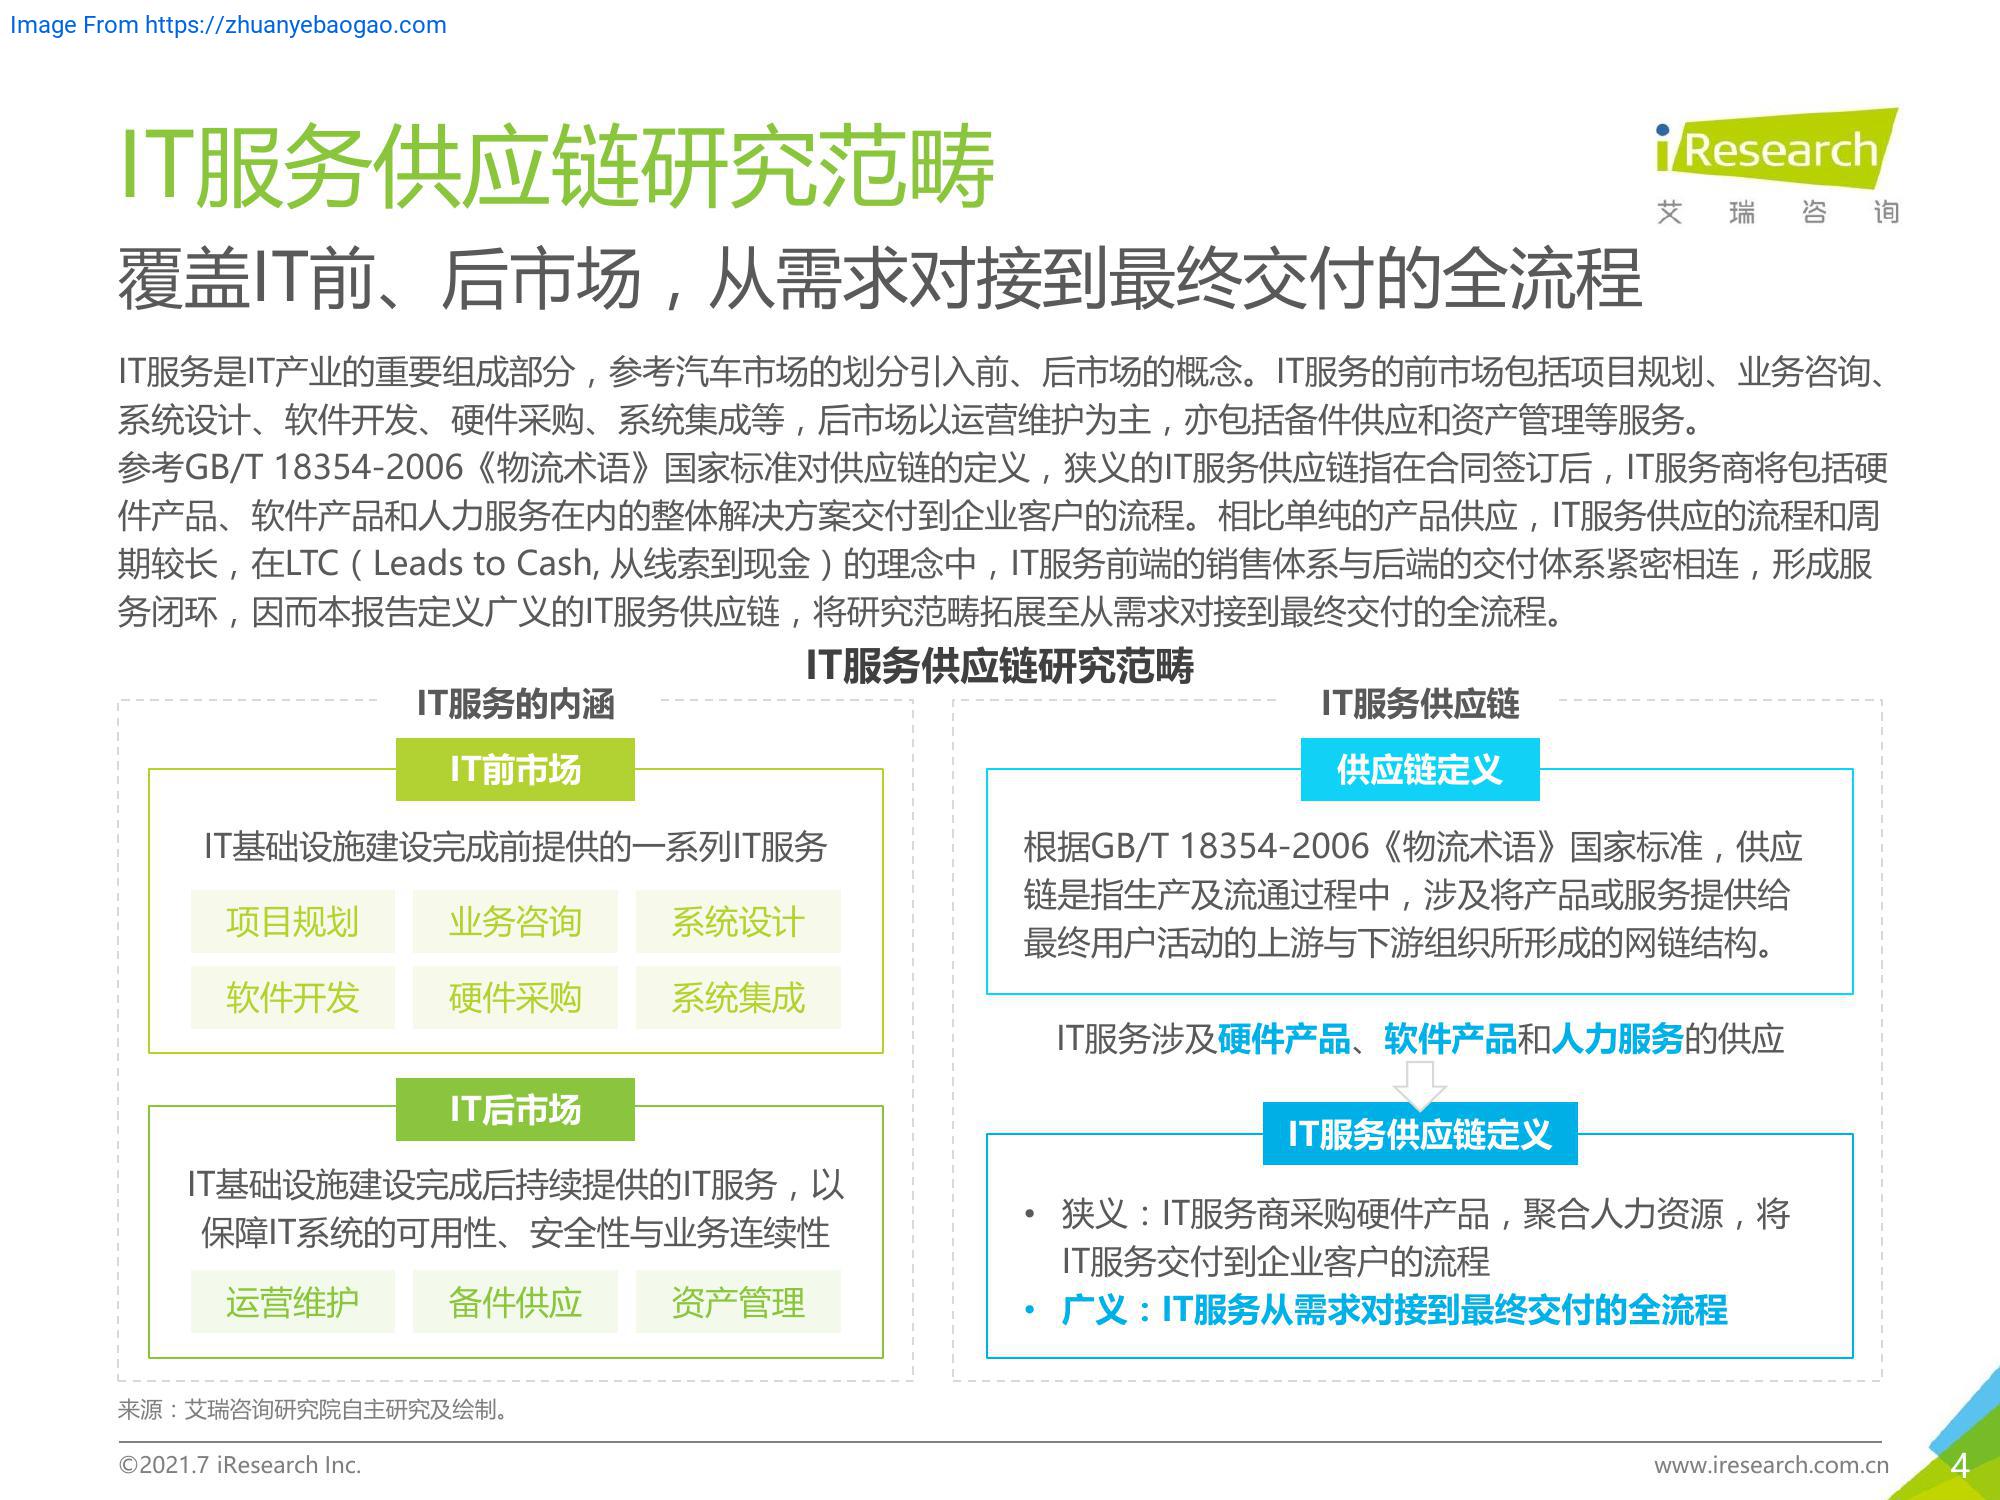 Image From https://zhuanyebaogao.com
IT服务供应链研究范畴
iResearch
艾瑞咨询
覆盖IT前、后市场，从需求对接到最终交付的全流程
IT服务是IT产业的重要组成部分，参考汽车市场的划分引入前、后市场的概念。IT服务的前市场包括项目规划、业务咨询、
系统设计、软件开发、硬件采购、系统集成等，后市场以运营维护为主，亦包括备件供应和资产管理等服务。
参考GB/T 18354-2006《物流术语》国家标准对供应链的定义，狭义的IT服务供应链指在合同签订后，IT服务商将包括硬
件产品、软件产品和人力服务在内的整体解决方案交付到企业客户的流程。相比单纯的产品供应，IT服务供应的流程和周
期较长，在LTC（Leads to Cash, 从线索到现金）的理念中，IT服务前端的销售体系与后端的交付体系紧密相连，形成服
务闭环，因而本报告定义广义的IT服务供应链，将研究范畴拓展至从需求对接到最终交付的全流程。
IT服务供应链研究范畴
IT服务的内涵
IT前市场
IT基础设施建设完成前提供的一系列IT服务
项目规划 业务咨询 系统设计
软件开发 硬件采购 系统集成
IT后市场
IT基础设施建设完成后持续提供的IT服务，以
保障IT系统的可用性、安全性与业务连续性
运营维护 备件供应 资产管理
IT服务供应链
供应链定义
根据GB/T 18354-2006《物流术语》国家标准，供应
链是指生产及流通过程中，涉及将产品或服务提供给
最终用户活动的上游与下游组织所形成的网链结构。
IT服务涉及硬件产品、软件产品和人力服务的供应
IT服务供应链定义
• 狭义：IT服务商采购硬件产品，聚合人力资源，将
IT服务交付到企业客户的流程
• 广义：IT服务从需求对接到最终交付的全流程
来源：艾瑞咨询研究院自主研究及绘制。
©2021.7 iResearch Inc.
www.iresearch.com.cn
4